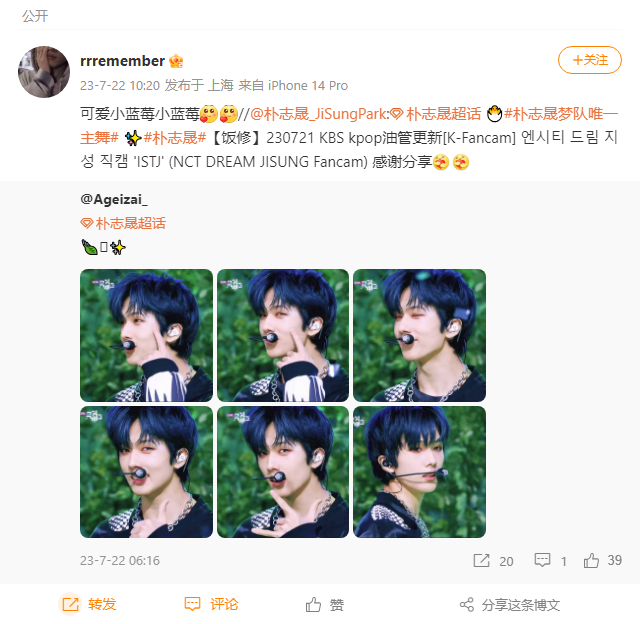 公开
rrremember
+关注
23-7-22 10:20 发布于 上海 来自 iPhone 14 Pro
可爱小蓝莓小蓝莓🥰🥰//@朴志晟_JiSungPark:朴志晟超话 🐣#朴志晟梦队唯一
主舞# ✨#朴志晟#【饭修】230721 KBS kpop油管更新[K-Fancam] 엔시티 드림 지
성 직캠 'ISTJ' (NCT DREAM JISUNG Fancam) 感谢分享
@Ageizai_
朴志晟超话
23-7-22 06:16
20
1
39
转发
评论
赞
分享这条博文